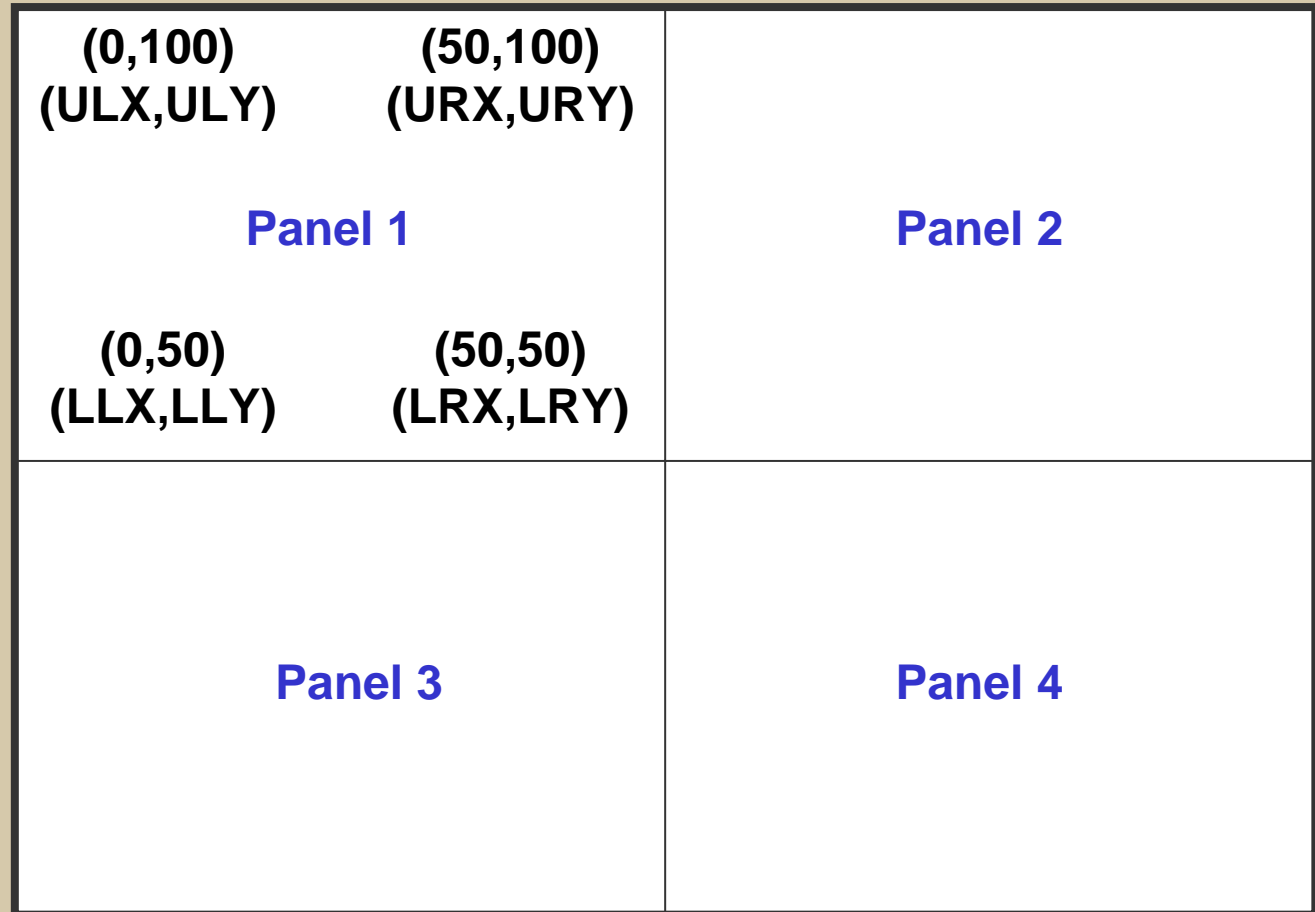 (0,100) (50,100)
(ULX,ULY) (URX,URY)
Panel 1
(0,50) (50,50)
(LLX,LLY) (LRX,LRY)
Panel 2
Panel 3
Panel 4